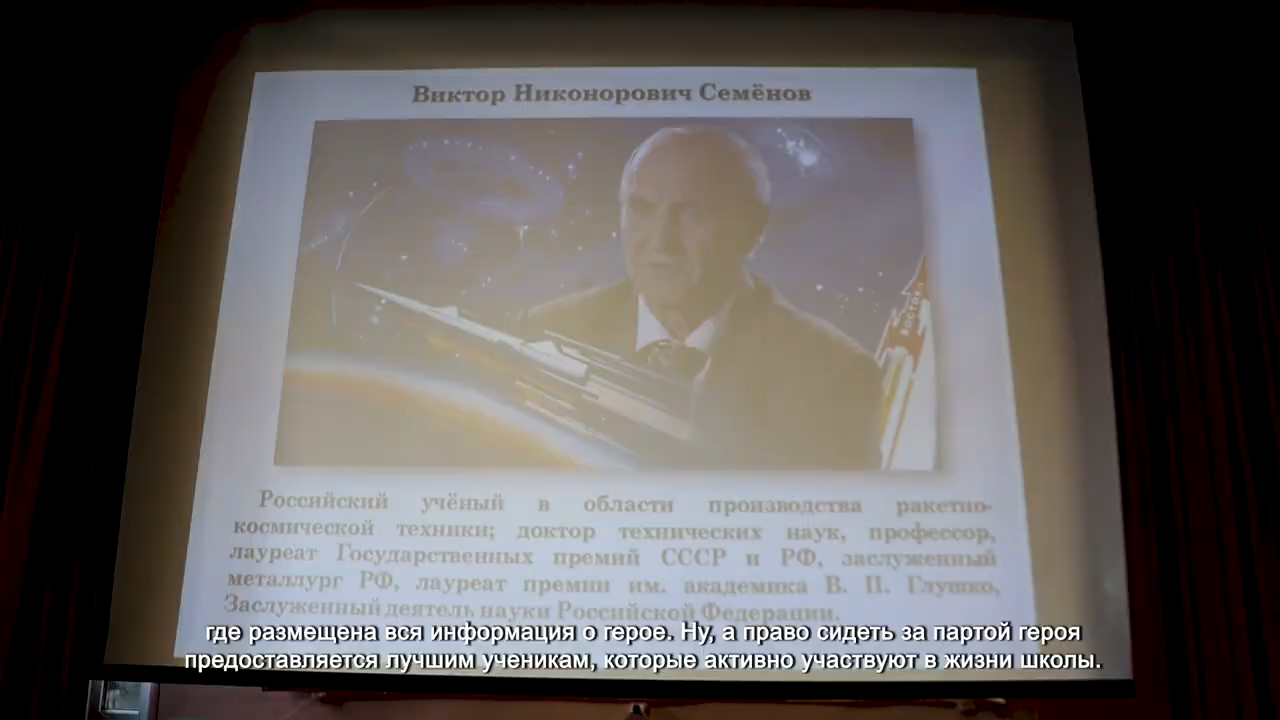 Виктор Никонорович Семёнов
ВОСТОК
Российский учёный в области производства ракетно-
космической техники; доктор технических наук, профессор,
лауреат Государственных премий СССР и РФ, заслуженный
металлург РФ, лауреат премии им. академика В. П. Глушко,
Заслуженный деятель науки Российской Федерации.
где размещена вся информация о герое. Ну, а право сидеть за партой героя
предоставляется лучшим ученикам, которые активно участвуют в жизни школы.